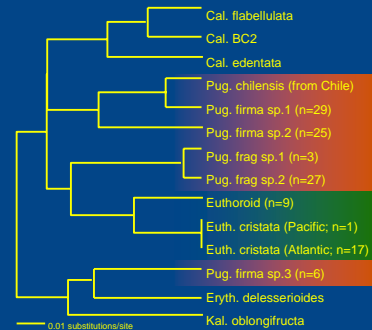 Cal. flabellulata
Cal. BC2
Cal. edentata
Pug. chilensis (from Chile)
Pug. firma sp.1 (n=29)
Pug. firma sp.2 (n=25)
Pug. frag sp.1 (n=3)
Pug. frag sp.2 (n=27)
Euthoroid (n=9)
Euth. cristata (Pacific; n=1)
Euth. cristata (Atlantic; n=17)
Pug. firma sp.3 (n=6)
Eryth. delesserioides
Kal. oblongifructa
0.01 substitutions/site